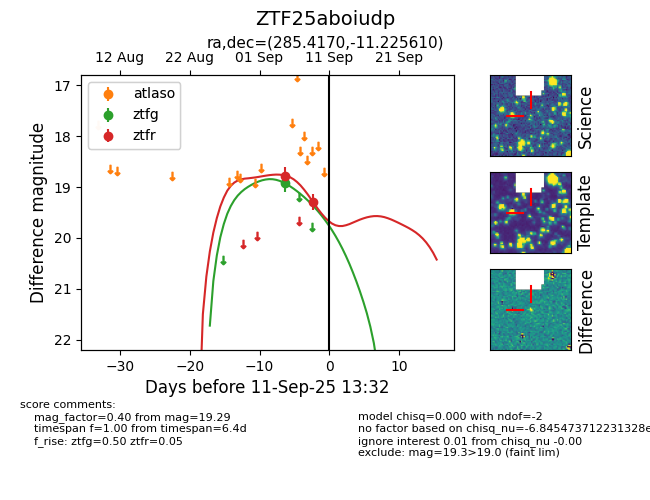 ZTF25aboiudp
ra,dec=(285.4170,-11.225610)
12 Aug 22 Aug 01 Sep 11 Sep 21 Sep
atlaso
ztfg
ztfr
17
18
19
20
21
22
Difference magnitude
−30 −20 −10 0 10
Days before 11-Sep-25 13:32
Science
Template
Difference
score comments:
mag_factor=0.40 from mag=19.29
timespan f=1.00 from timespan=6.4d
f_rise: ztfg=0.50 ztfr=0.05
model chisq=0.000 with ndof=-2
no factor based on chisq_nu=-6.845473712231328e
ignore interest 0.01 from chisq_nu -0.00
exclude: mag=19.3>19.0 (faint lim)